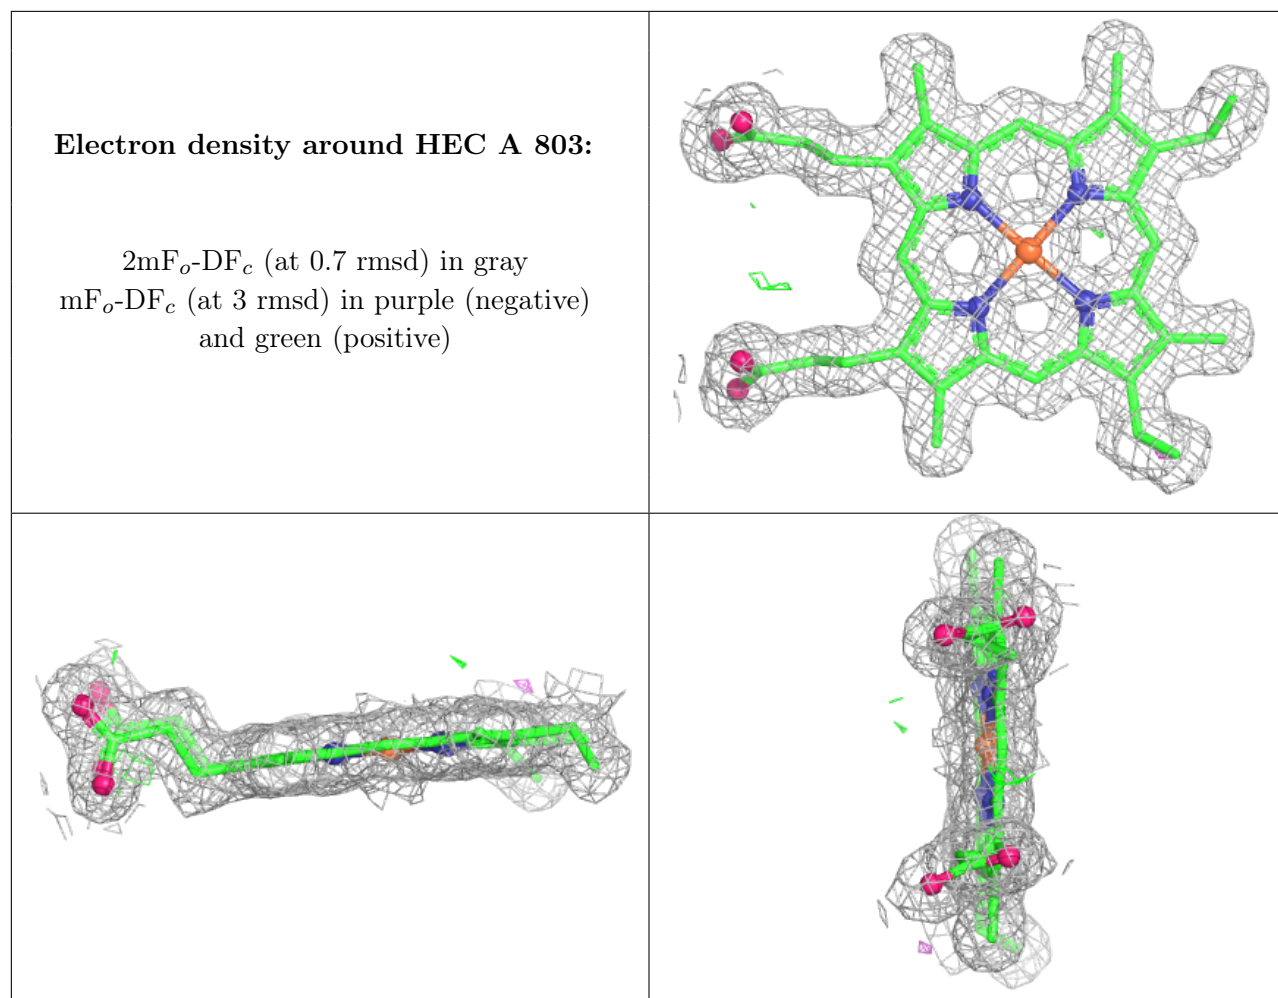 Electron density around HEC A 803:
2mFₒ-DF𝒸 (at 0.7 rmsd) in gray
mFₒ-DF𝒸 (at 3 rmsd) in purple (negative)
and green (positive)